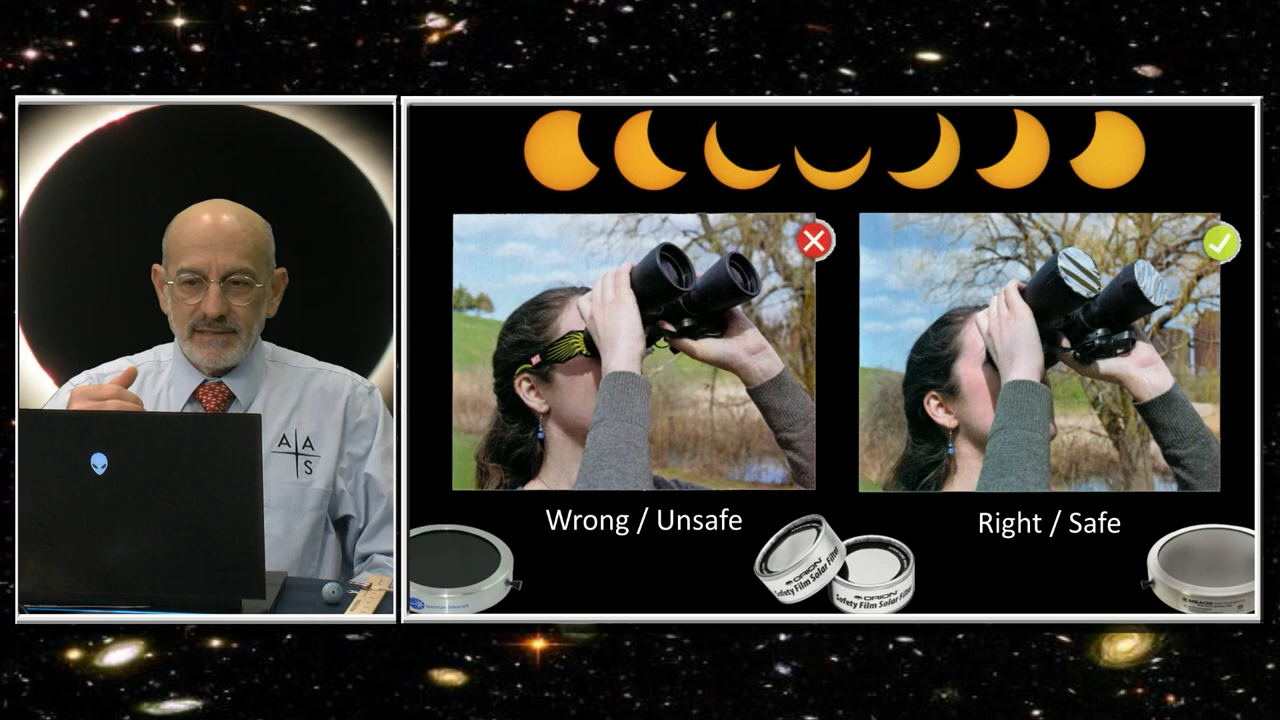 A A
S
Wrong / Unsafe
Right / Safe
ORION
Safety Film Solar Filter
ORION
Safety Film Solar Filter
MEADE